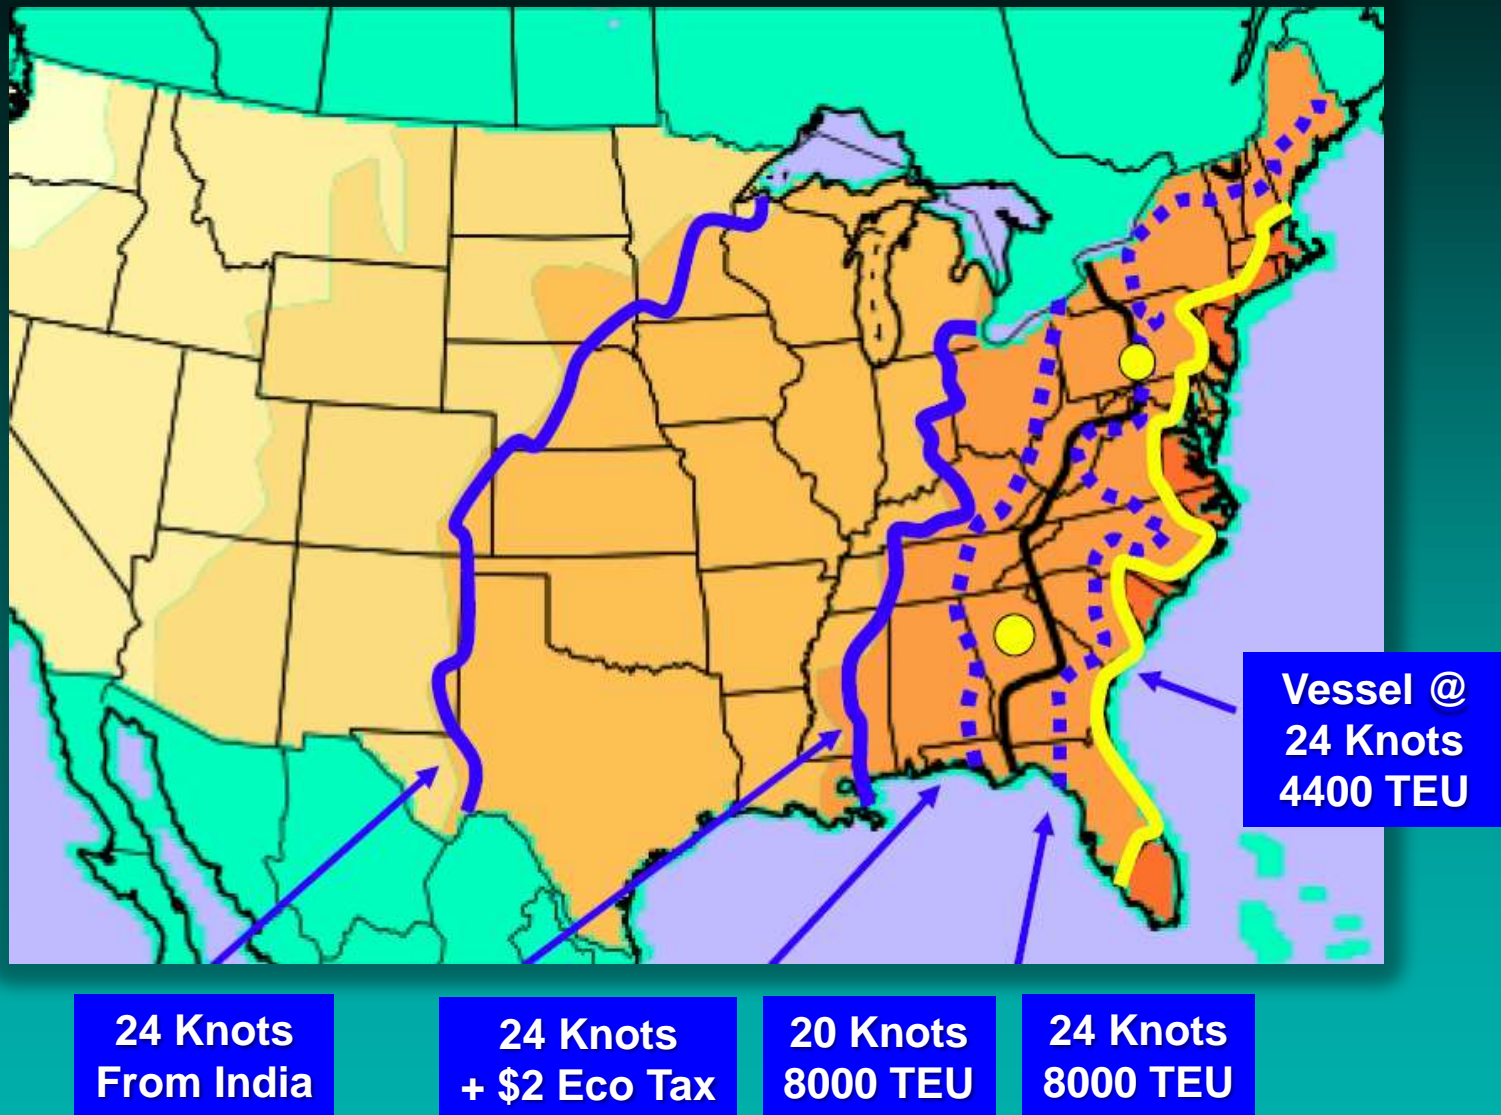 Vessel @
24 Knots
4400 TEU
24 Knots
From India
24 Knots
+ $2 Eco Tax
20 Knots
8000 TEU
24 Knots
8000 TEU